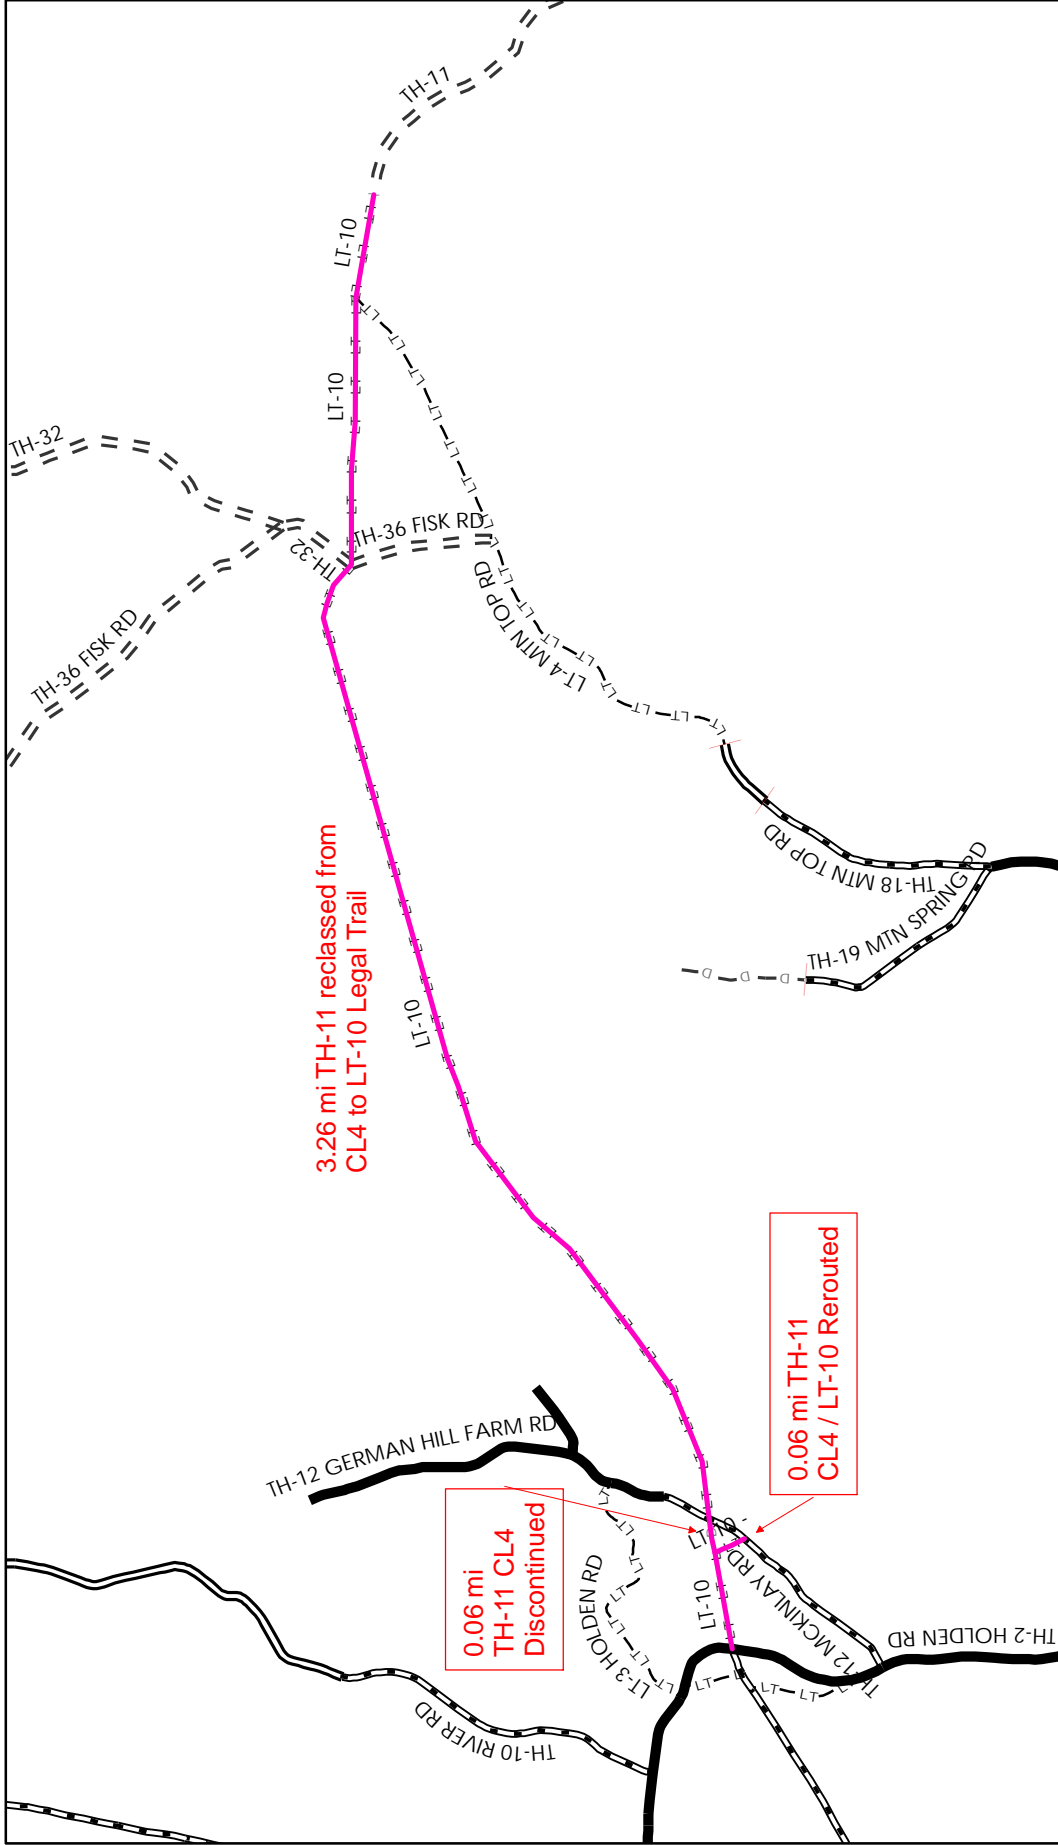 TH-11
LT-10
LT-10
TH-32
TH-32
TH-36 FISK RD
TH-36 FISK RD
LT-4 MTN TOP RD
TH-18 MTN TOP RD
TH-19 MTN SPRING RD
D D D
3.26 mi TH-11 reclassed from
CL4 to LT-10 Legal Trail
LT-10
0.06 mi TH-11
CL4 / LT-10 Rerouted
TH-12 GERMAN HILL FARM RD
0.06 mi
TH-11 CL4
Discontinued
LT-10
TH-12 MCKINLAY RD
LT-3 HOLDEN RD
TH-2 HOLDEN RD
TH-10 RIVER RD